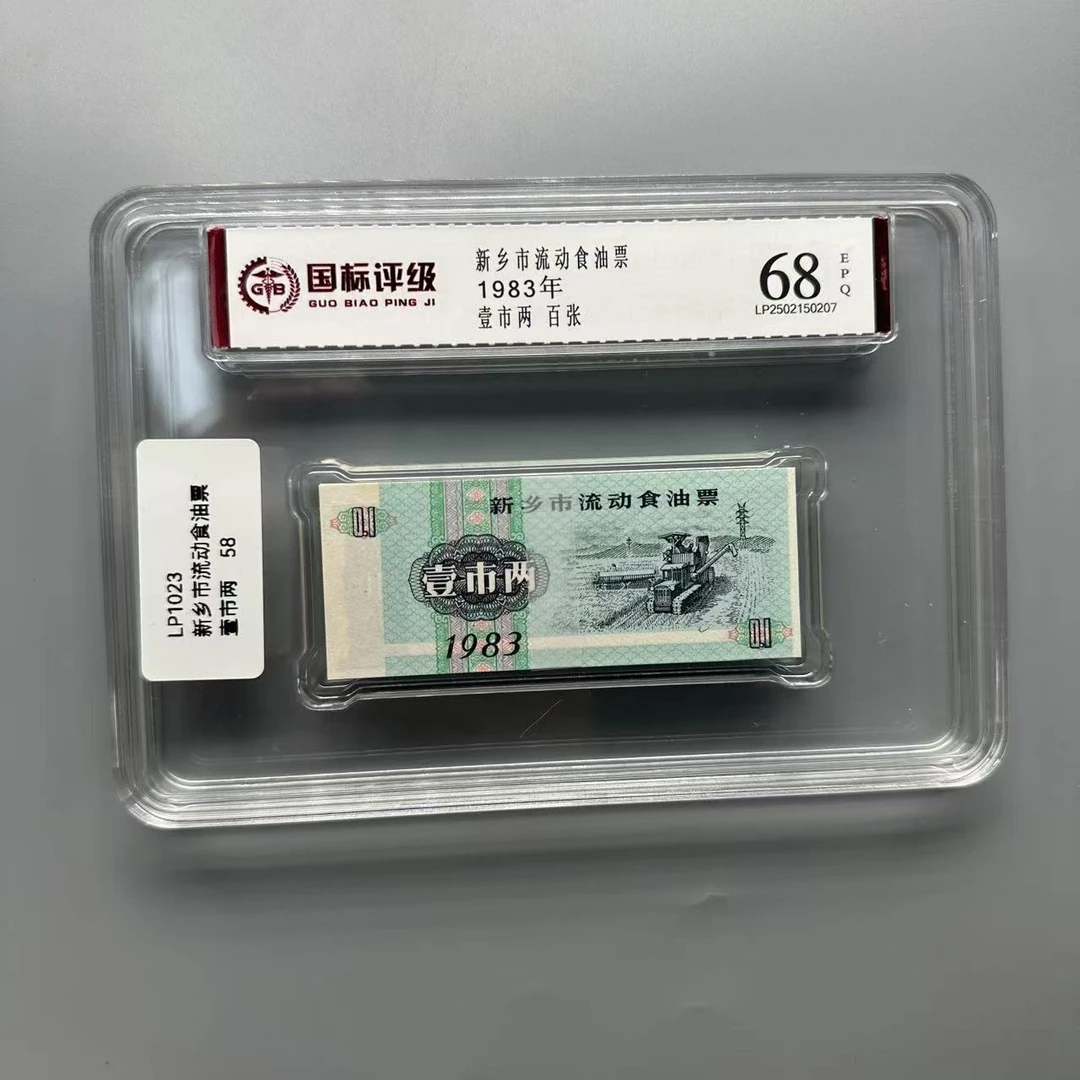 国标评级
GUO BIAO PING JI
GB
新乡市流动食油票
1983年
壹市两 百张
68
EPQ
LP2502150207
LP1023
新乡市流动食油票
壹市两 58
新乡市流动食油票
壹市两
1983